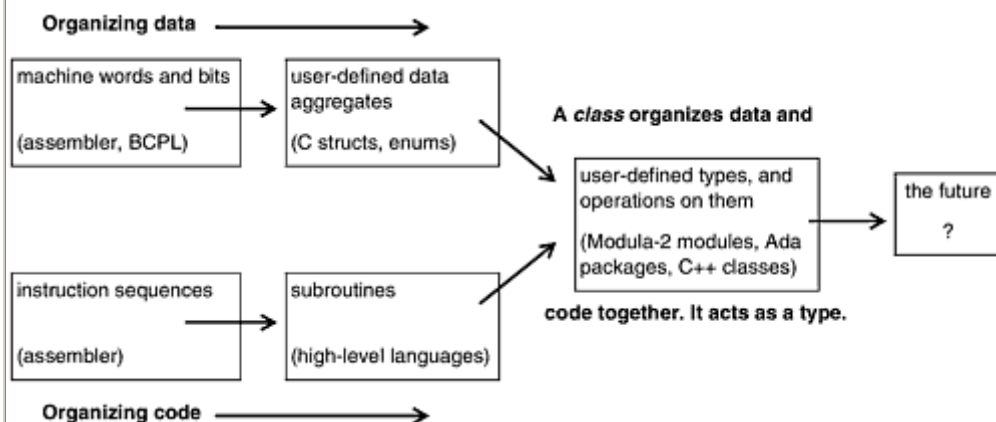 Organizing data
machine words and bits
(assembler, BCPL)
user-defined data
aggregates
(C structs, enums)
A class organizes data and
user-defined types, and
operations on them
(Modula-2 modules, Ada
packages, C++ classes)
code together. It acts as a type.
the future
?
instruction sequences
(assembler)
subroutines
(high-level languages)
Organizing code